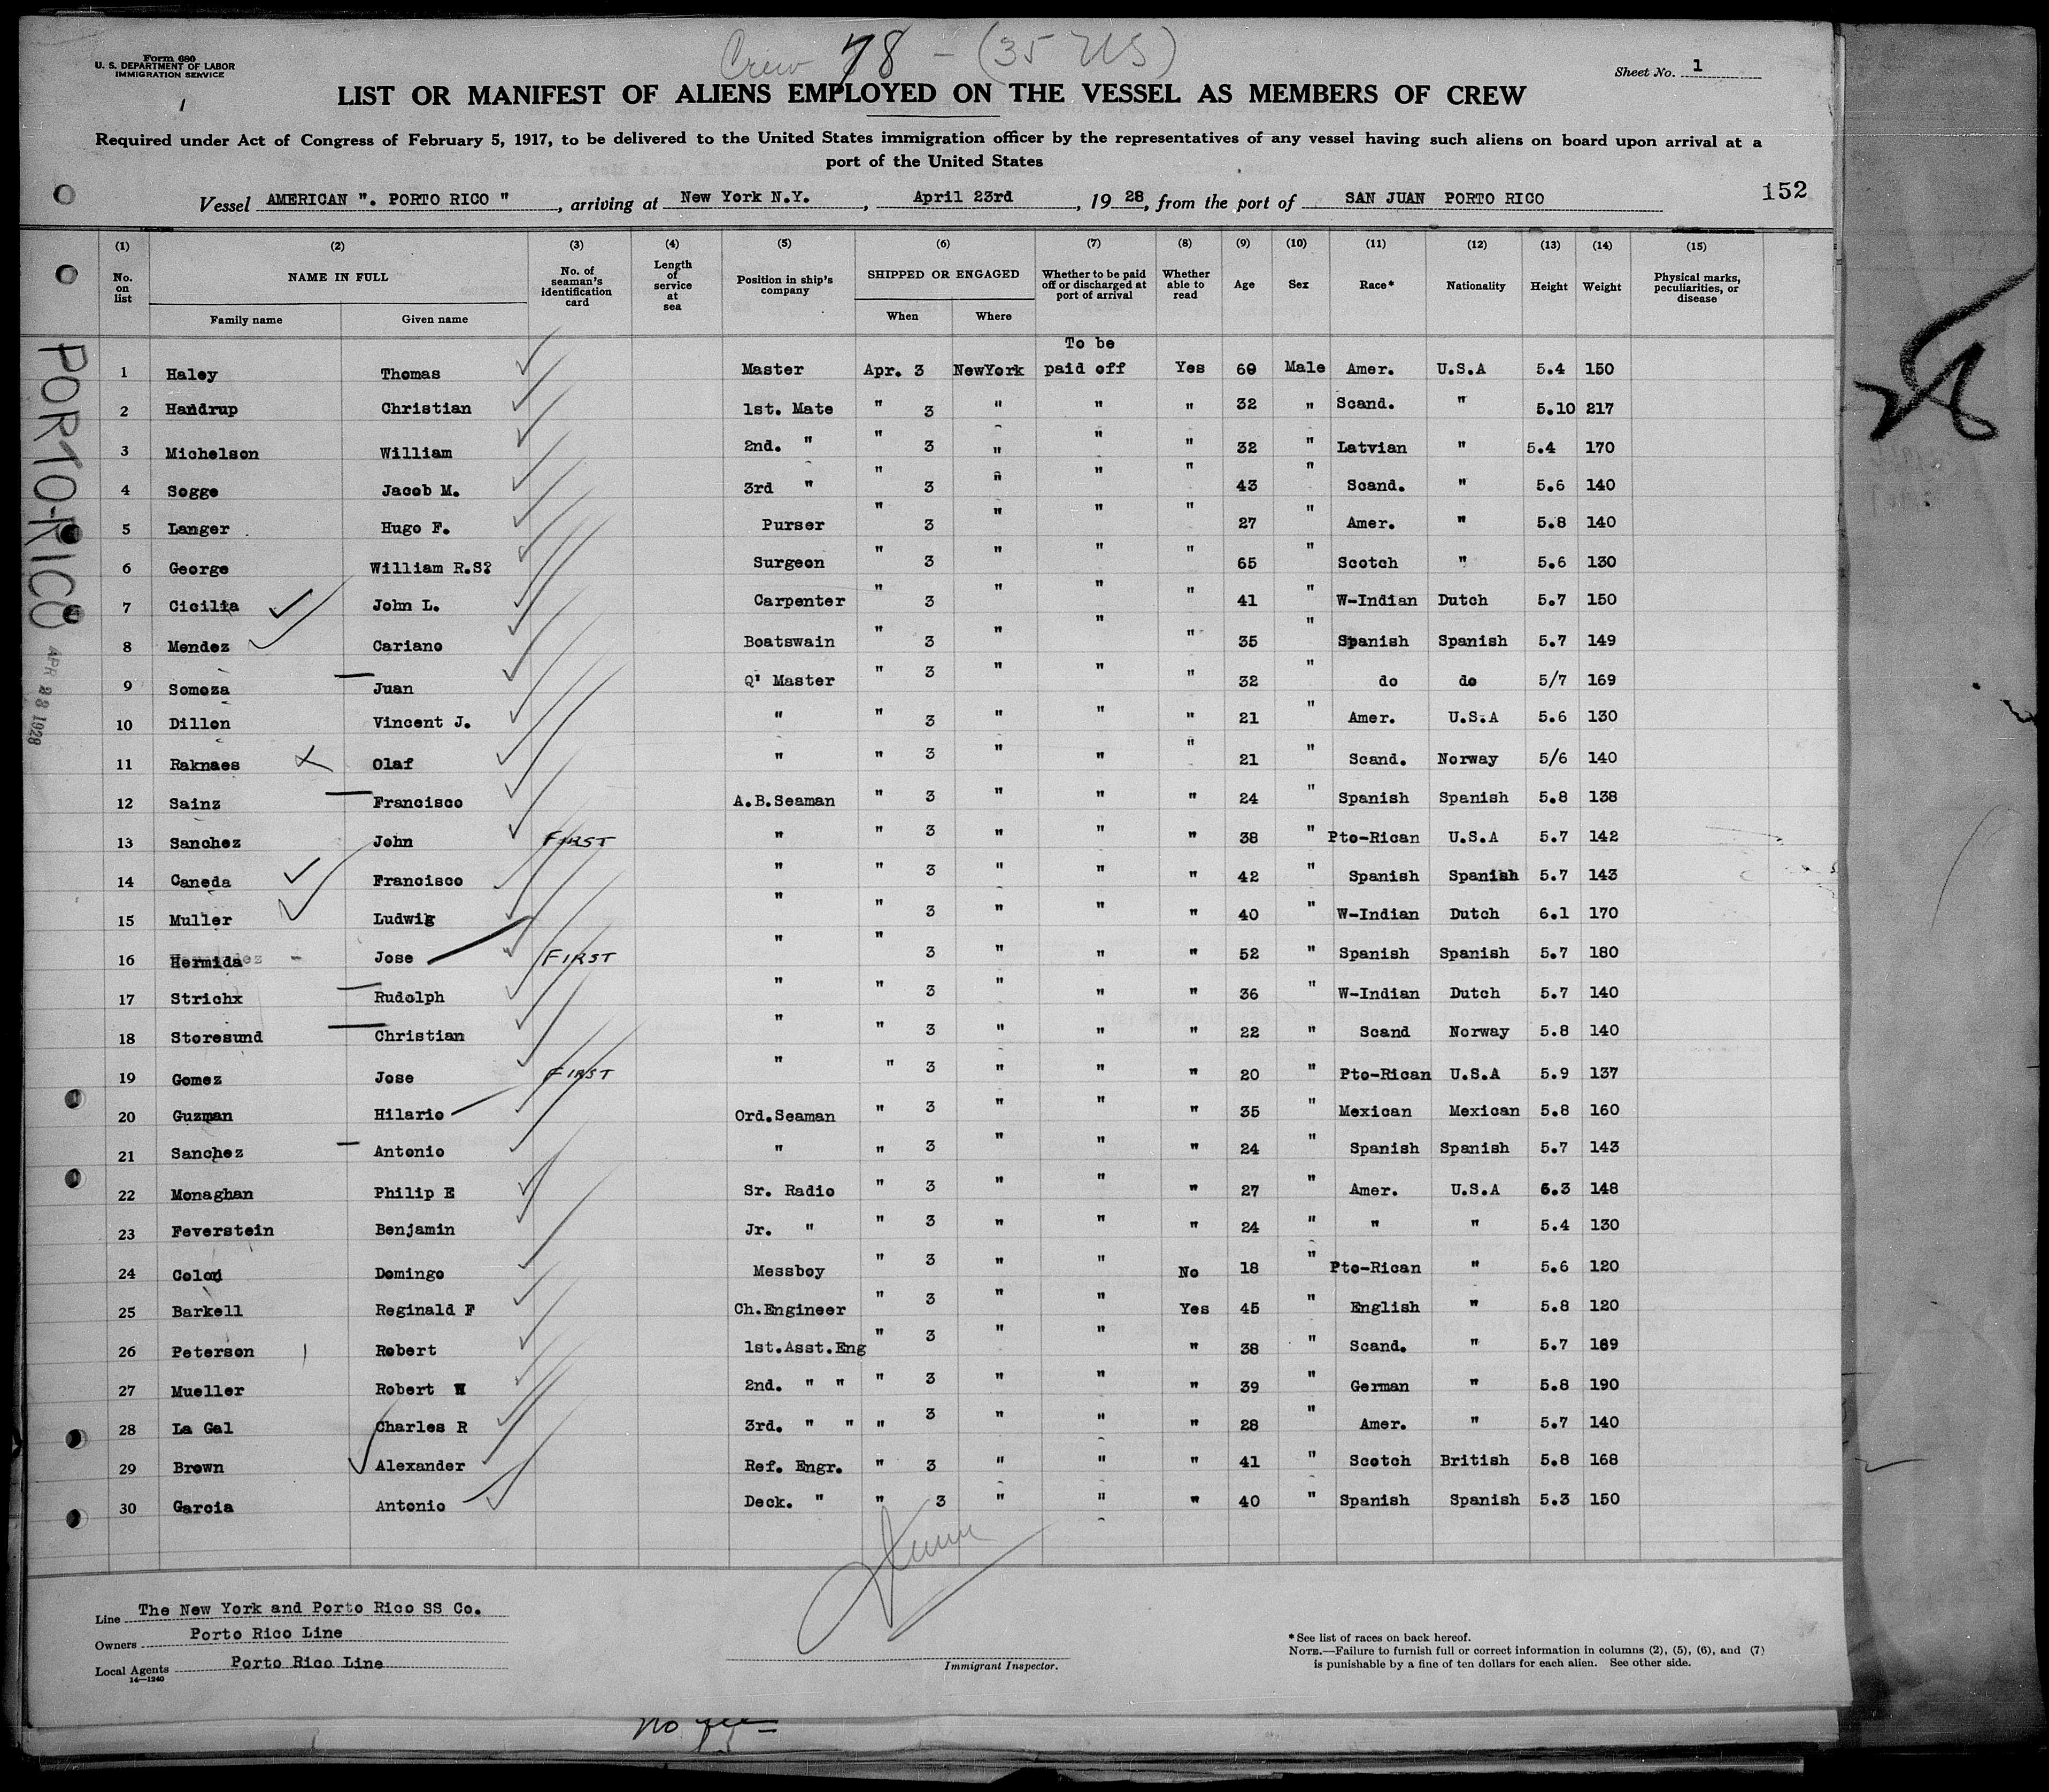 Crew 78 - (35 US)
Form 680
U. S. DEPARTMENT OF LABOR
IMMIGRATION SERVICE
1
Sheet No. 1
LIST OR MANIFEST OF ALIENS EMPLOYED ON THE VESSEL AS MEMBERS OF CREW
Required under Act of Congress of February 5, 1917, to be delivered to the United States immigration officer by the representatives of any vessel having such aliens on board upon arrival at a
port of the United States
152
Vessel AMERICAN ". PORTO RICO ", arriving at New York N.Y., April 23rd, 19 28, from the port of SAN JUAN PORTO RICO
(1) (2) (3) (4) (5) (6) (7) (8) (9) (10) (11) (12) (13) (14) (15)
No. on list NAME IN FULL No. of seaman's identification card Length of service at sea Position in ship's company SHIPPED OR ENGAGED Whether to be paid off or discharged at port of arrival Whether able to read Age Sex Race* Nationality Height Weight Physical marks, peculiarities, or disease
Family name Given name When Where
To be
1 Haley Thomas Master Apr. 3 NewYork paid off Yes 60 Male Amer. U.S.A 5.4 150
2 Handrup Christian 1st. Mate " 3 " " " 32 " Scand. " 5.10 217
3 Michelson William 2nd. " " 3 " " " 32 " Latvian " 5.4 170
4 Sogge Jacob M. 3rd " " 3 " " " 43 " Scand. " 5.6 140
5 Langer Hugo F. Purser " 3 " " " 27 " Amer. " 5.8 140
6 George William R.S? Surgeon " 3 " " " 65 " Scotch " 5.6 130
7 Cicilia John L. Carpenter " 3 " " " 41 " W-Indian Dutch 5.7 150
8 Mendez Cariano Boatswain " 3 " " " 35 " Spanish Spanish 5.7 149
9 Somoza Juan Q' Master " 3 " " " 32 " do do 5/7 169
10 Dillon Vincent J. " " 3 " " " 21 " Amer. U.S.A 5.6 130
11 Raknaes Olaf " " 3 " " " 21 " Scand. Norway 5/6 140
12 Sainz Francisco A.B.Seaman " 3 " " " 24 " Spanish Spanish 5.8 138
13 Sanchez John FIRST " " 3 " " " 38 " Pto-Rican U.S.A 5.7 142
14 Caneda Francisco " " 3 " " " 42 " Spanish Spanish 5.7 143
15 Muller Ludwig " " 3 " " " 40 " W-Indian Dutch 6.1 170
16 Hermida Jose FIRST " " 3 " " " 52 " Spanish Spanish 5.7 180
17 Strichx Rudolph " " 3 " " " 36 " W-Indian Dutch 5.7 140
18 Storesund Christian " " 3 " " " 22 " Scand Norway 5.8 140
19 Gomez Jose FIRST " " 3 " " " 20 " Pto-Rican U.S.A 5.9 137
20 Guzman Hilario Ord.Seaman " 3 " " " 35 " Mexican Mexican 5.8 160
21 Sanchez Antonio " " 3 " " " 24 " Spanish Spanish 5.7 143
22 Monaghan Philip E Sr. Radio " 3 " " " 27 " Amer. U.S.A 6.3 148
23 Feverstein Benjamin Jr. " " 3 " " " 24 " " " 5.4 130
24 Colon Domingo Messboy " 3 " " No 18 " Pto-Rican " 5.6 120
25 Barkell Reginald F Ch.Engineer " 3 " " Yes 45 " English " 5.8 120
26 Peterson Robert 1st.Asst.Eng " 3 " " " 38 " Scand. " 5.7 189
27 Mueller Robert W 2nd. " " " 3 " " " 39 " German " 5.8 190
28 La Gal Charles R 3rd. " " " 3 " " " 28 " Amer. " 5.7 140
29 Brown Alexander Ref. Engr. " 3 " " " 41 " Scotch British 5.8 168
30 Garcia Antonio Deck. " " 3 " " " 40 " Spanish Spanish 5.3 150
PORTO-RICO
APR 23 1928
Line The New York and Porto Rico SS Co.
Owners Porto Rico Line
Local Agents Porto Rico Line
14—1240
Immigrant Inspector.
* See list of races on back hereof.
NOTE.—Failure to furnish full or correct information in columns (2), (5), (6), and (7)
is punishable by a fine of ten dollars for each alien. See other side.